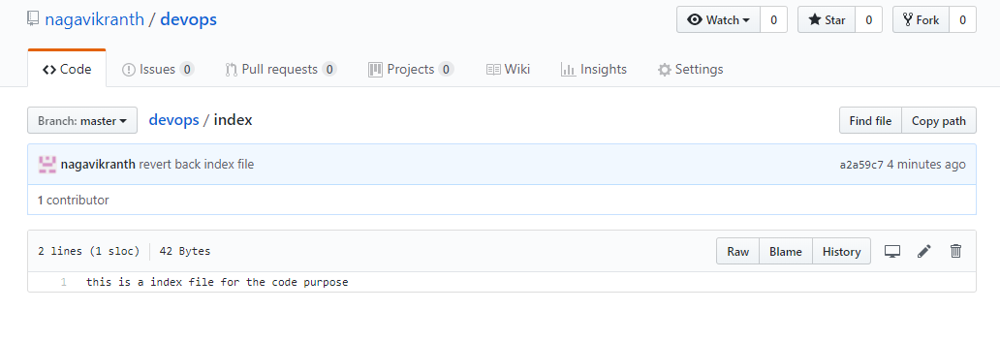 nagavikranth / devops
Watch 0 Star 0 Fork 0
Code Issues 0 Pull requests 0 Projects 0 Wiki Insights Settings
Branch: master devops / index Find file Copy path
nagavikranth revert back index file a2a59c7 4 minutes ago
1 contributor
2 lines (1 sloc) 42 Bytes Raw Blame History
1 this is a index file for the code purpose